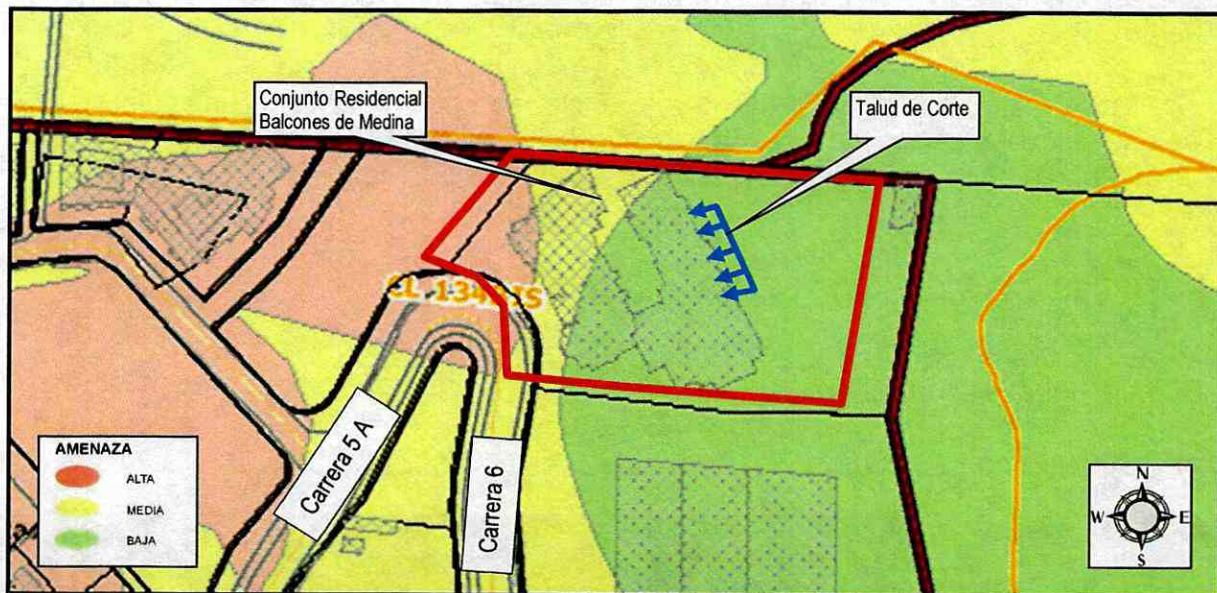 Conjunto Residencial
Balcones de Medina
Talud de Corte
Carrera 5 A
Carrera 6
AMENAZA
ALTA
MEDIA
BAJA
N
W
E
S